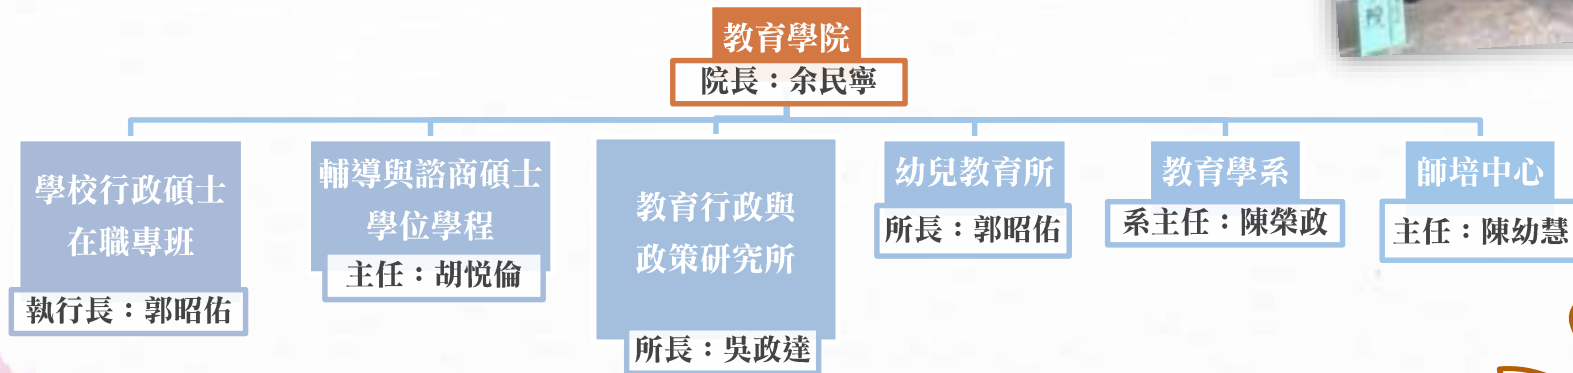 教育學院
院長：余民寧
學校行政碩士
在職專班
執行長：郭昭佑
輔導與諮商碩士
學位學程
主任：胡悅倫
教育行政與
政策研究所
所長：吳政達
幼兒教育所
所長：郭昭佑
教育學系
系主任：陳榮政
師培中心
主任：陳幼慧
院